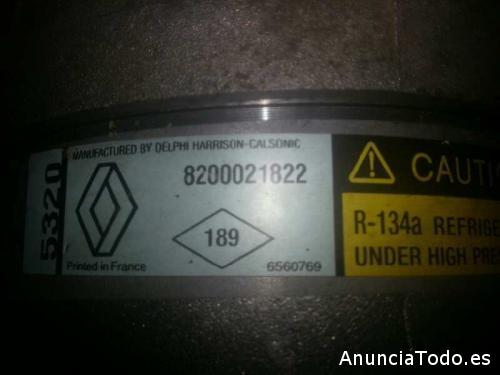 5320
MANUFACTURED BY DELPHI HARRISON-CALSONIC
8200021822
189
Printed in France
6560769
CAUTI
R-134a REFRIGE
UNDER HIGH PRES
AnunciaTodo.es